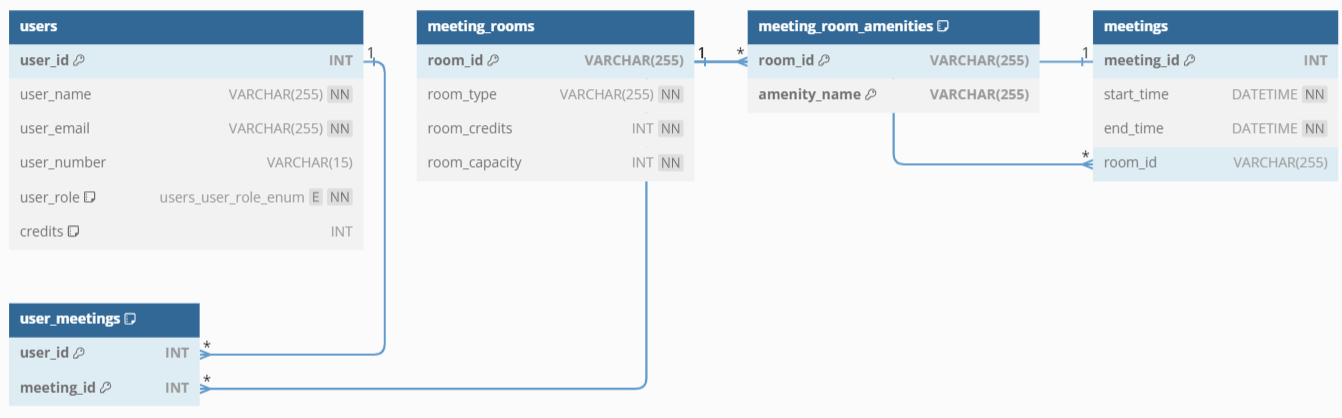 users
user_id INT
user_name VARCHAR(255) NN
user_email VARCHAR(255) NN
user_number VARCHAR(15)
user_role users_user_role_enum E NN
credits INT
1
meeting_rooms
room_id VARCHAR(255)
room_type VARCHAR(255) NN
room_credits INT NN
room_capacity INT NN
1
*
meeting_room_amenities
room_id VARCHAR(255)
amenity_name VARCHAR(255)
1
*
meetings
meeting_id INT
start_time DATETIME NN
end_time DATETIME NN
room_id VARCHAR(255)
user_meetings
user_id INT
*
meeting_id INT
*